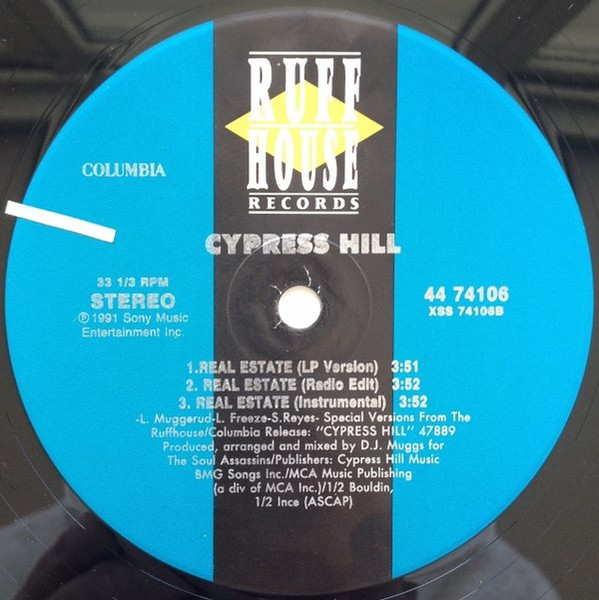 RUFF
HOUSE
RECORDS
COLUMBIA
CYPRESS HILL
33 1/3 RPM
STEREO
Ⓟ 1991 Sony Music
Entertainment Inc.
44 74106
XSS 74106B
1.REAL ESTATE (LP Version) 3:51
2. REAL ESTATE (Radio Edit) 3:52
3. REAL ESTATE (Instrumental) 3:52
-L. Muggerud-L. Freeze-S.Reyes- Special Versions From The
Ruffhouse/Columbia Release: "CYPRESS HILL" 47889
Produced, arranged and mixed by D.J. Muggs for
The Soul Assassins/Publishers: Cypress Hill Music
BMG Songs Inc./MCA Music Publishing
(a div of MCA Inc.)/1/2 Bouldin,
1/2 Ince (ASCAP)